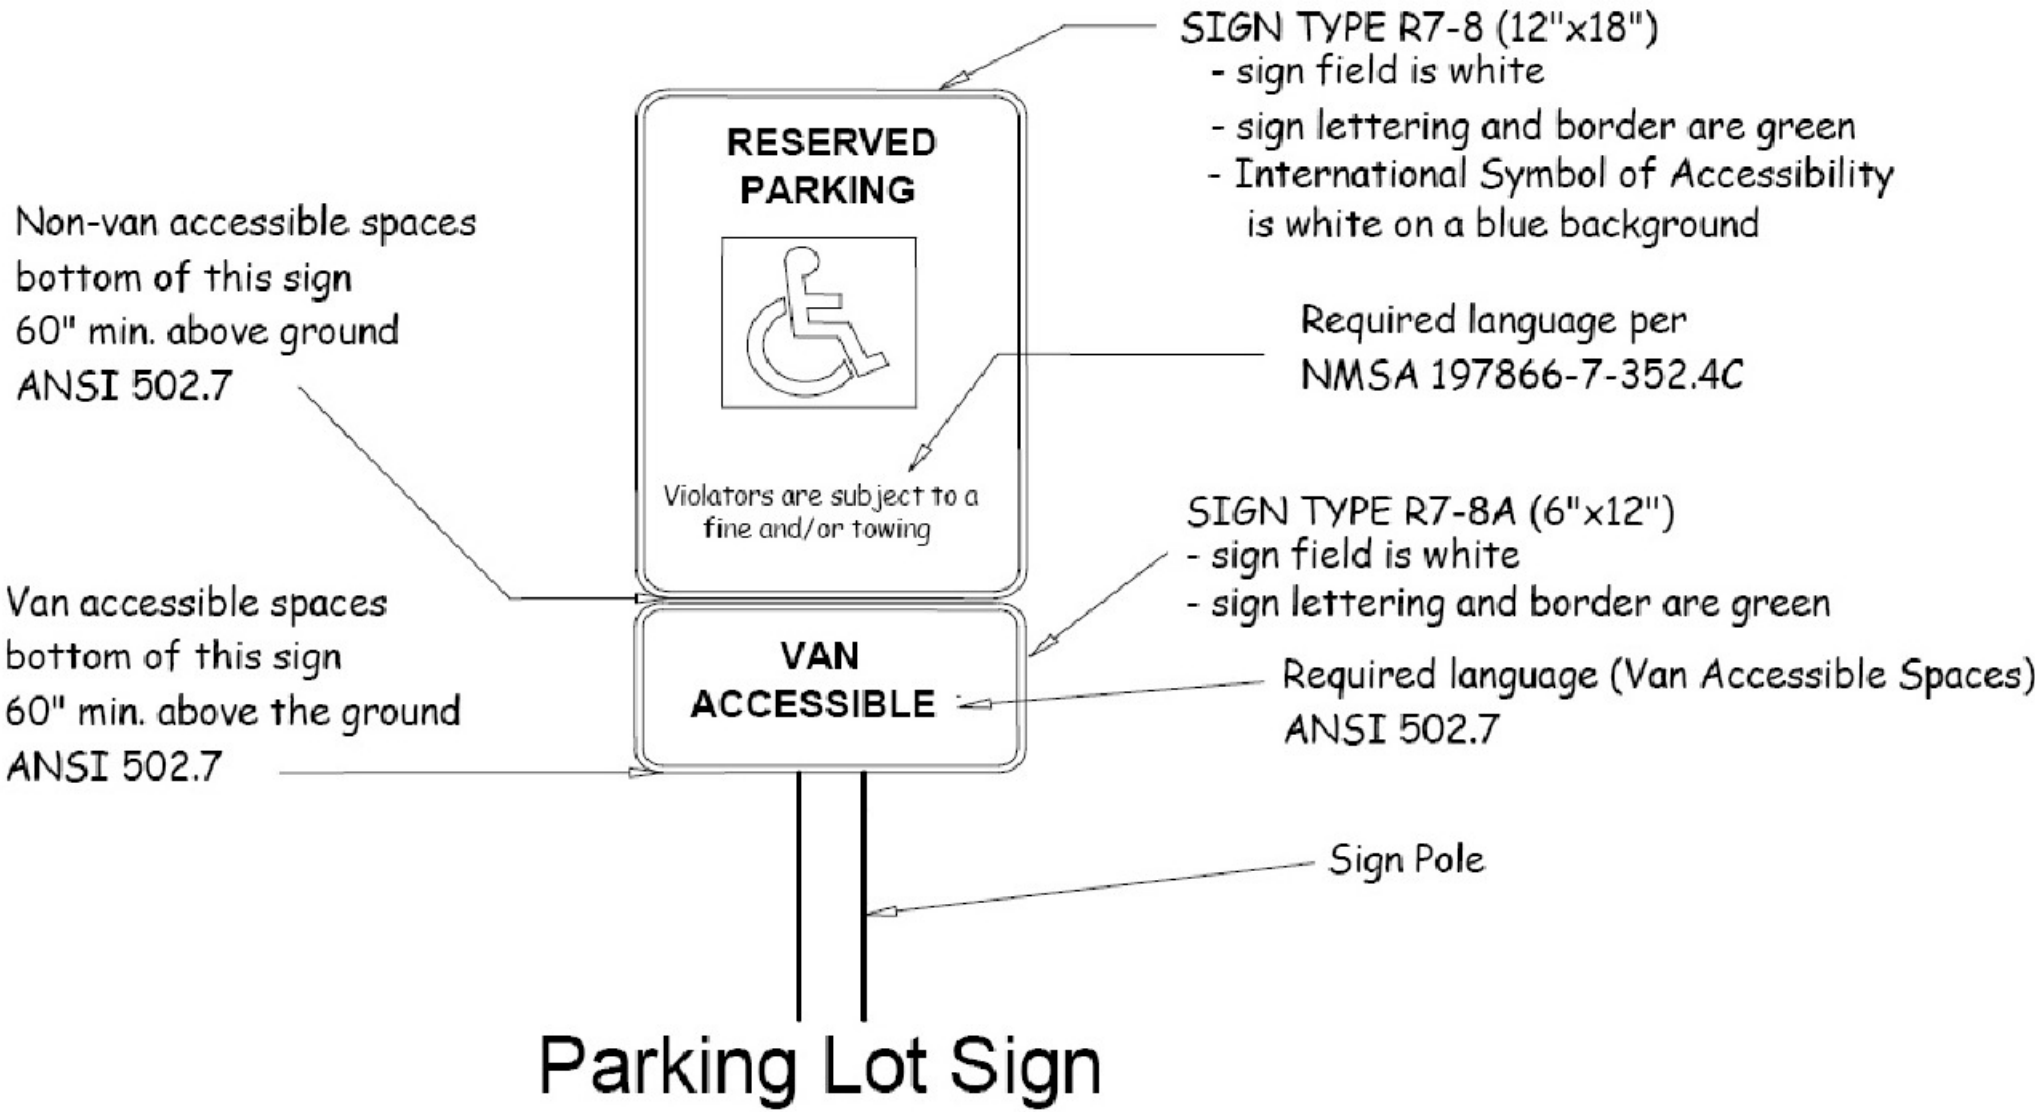 SIGN TYPE R7-8 (12"x18")
- sign field is white
- sign lettering and border are green
- International Symbol of Accessibility
is white on a blue background
RESERVED
PARKING
Non-van accessible spaces
bottom of this sign
60" min. above ground
ANSI 502.7
Required language per
NMSA 197866-7-352.4C
Violators are subject to a
fine and/or towing
SIGN TYPE R7-8A (6"x12")
- sign field is white
- sign lettering and border are green
Van accessible spaces
bottom of this sign
60" min. above the ground
ANSI 502.7
VAN
ACCESSIBLE
Required language (Van Accessible Spaces)
ANSI 502.7
Sign Pole
Parking Lot Sign